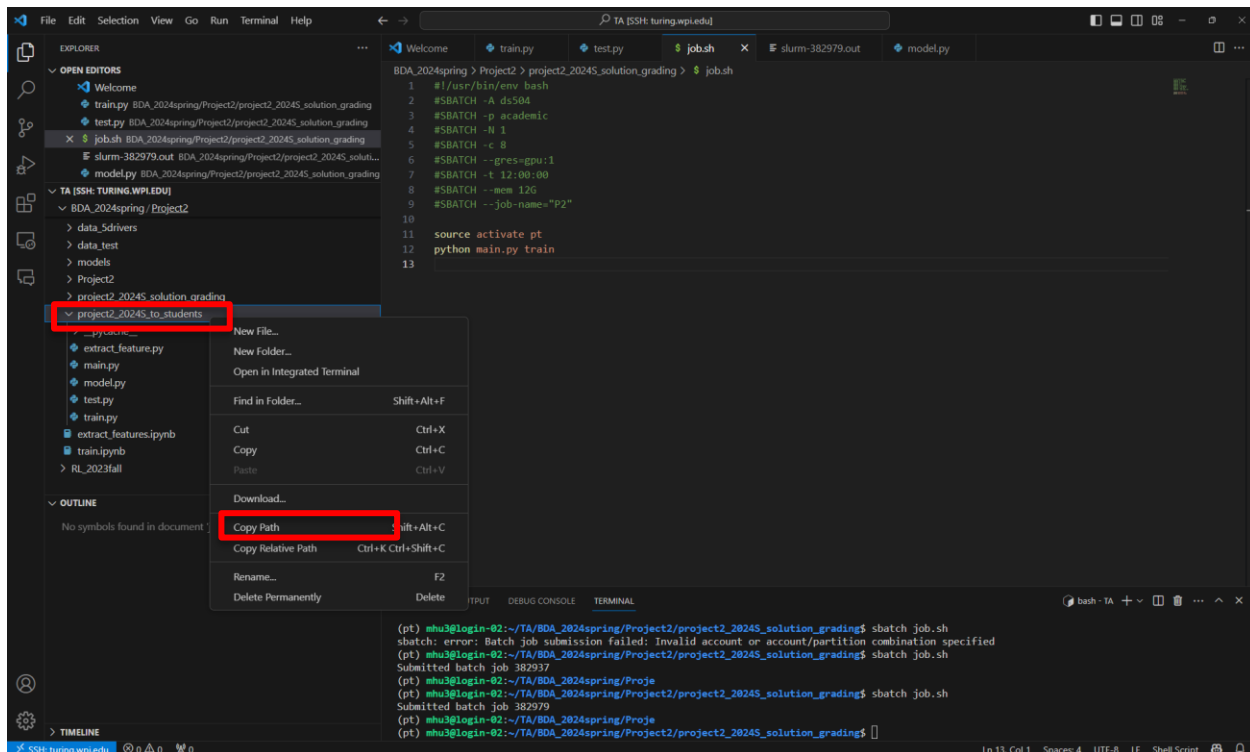 File Edit Selection View Go Run Terminal Help
TA [SSH: turing.wpi.edu]
EXPLORER
OPEN EDITORS
Welcome
train.py BDA_2024spring/Project2/project2_2024S_solution_grading
test.py BDA_2024spring/Project2/project2_2024S_solution_grading
job.sh BDA_2024spring/Project2/project2_2024S_solution_grading
slurm-382979.out BDA_2024spring/Project2/project2_2024S_soluti...
model.py BDA_2024spring/Project2/project2_2024S_solution_grading
TA [SSH: TURING.WPI.EDU]
BDA_2024spring / Project2
data_5drivers
data_test
models
Project2
project2_2024S_solution_grading
project2_2024S_to_students
__pycache__
extract_feature.py
main.py
model.py
test.py
train.py
extract_features.ipynb
train.ipynb
RL_2023fall
OUTLINE
No symbols found in document '
TIMELINE
New File...
New Folder...
Open in Integrated Terminal
Find in Folder... Shift+Alt+F
Cut Ctrl+X
Copy Ctrl+C
Paste Ctrl+V
Download...
Copy Path Shift+Alt+C
Copy Relative Path Ctrl+K Ctrl+Shift+C
Rename... F2
Delete Permanently Delete
Welcome train.py test.py $ job.sh slurm-382979.out model.py
BDA_2024spring > Project2 > project2_2024S_solution_grading > $ job.sh
1 #!/usr/bin/env bash
2 #SBATCH -A ds504
3 #SBATCH -p academic
4 #SBATCH -N 1
5 #SBATCH -c 8
6 #SBATCH --gres=gpu:1
7 #SBATCH -t 12:00:00
8 #SBATCH --mem 12G
9 #SBATCH --job-name="P2"
10
11 source activate pt
12 python main.py train
13
TPUT DEBUG CONSOLE TERMINAL
bash - TA
(pt) mhu3@login-02:~/TA/BDA_2024spring/Project2/project2_2024S_solution_grading$ sbatch job.sh
sbatch: error: Batch job submission failed: Invalid account or account/partition combination specified
(pt) mhu3@login-02:~/TA/BDA_2024spring/Project2/project2_2024S_solution_grading$ sbatch job.sh
Submitted batch job 382937
(pt) mhu3@login-02:~/TA/BDA_2024spring/Proje
(pt) mhu3@login-02:~/TA/BDA_2024spring/Project2/project2_2024S_solution_grading$ sbatch job.sh
Submitted batch job 382979
(pt) mhu3@login-02:~/TA/BDA_2024spring/Proje
(pt) mhu3@login-02:~/TA/BDA_2024spring/Project2/project2_2024S_solution_grading$
SSH: turing.wpi.edu 0 0 0 Ln 13, Col 1 Spaces: 4 UTF-8 LF Shell Script